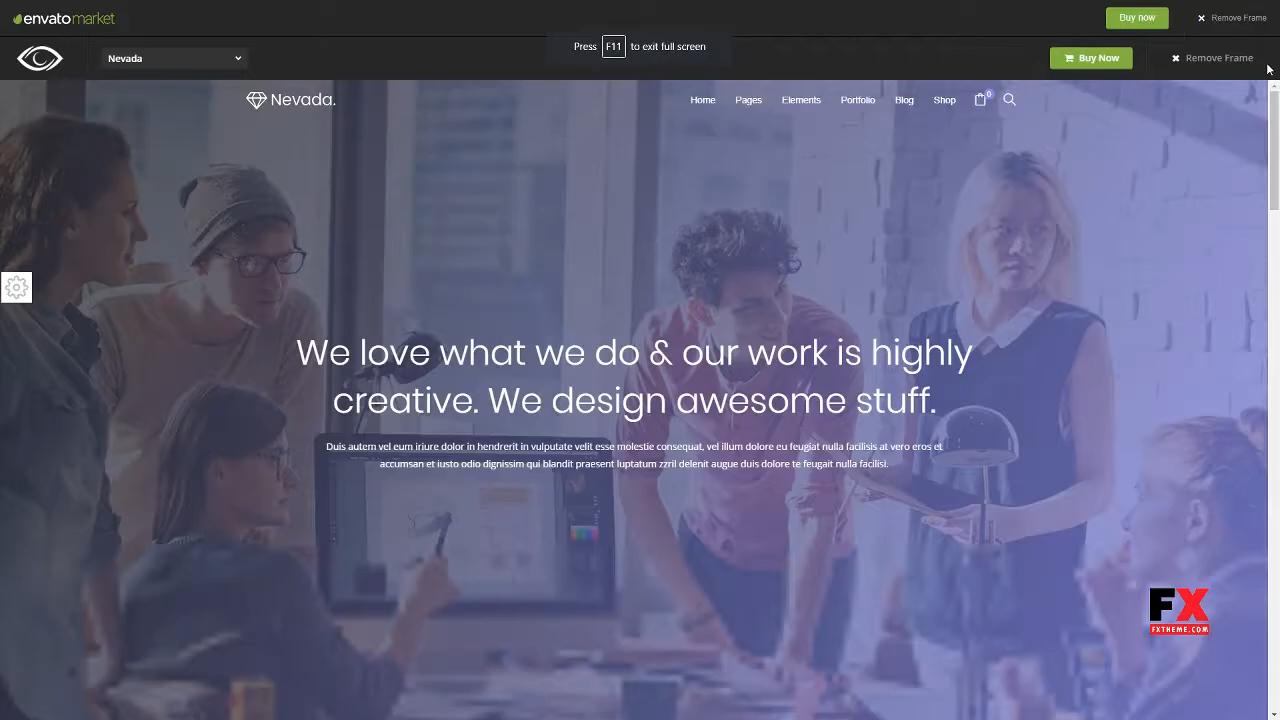 envato market
Buy now
Remove Frame
Press F11 to exit full screen
Nevada
Buy Now
Remove Frame
Nevada.
Home
Pages
Elements
Portfolio
Blog
Shop
0
We love what we do & our work is highly
creative. We design awesome stuff.
Duis autem vel eum iriure dolor in hendrerit in vulputate velit esse molestie consequat, vel illum dolore eu feugiat nulla facilisis at vero eros et
accumsan et iusto odio dignissim qui blandit praesent luptatum zzril delenit augue duis dolore te feugait nulla facilisi.
FX
FXTHEME.COM